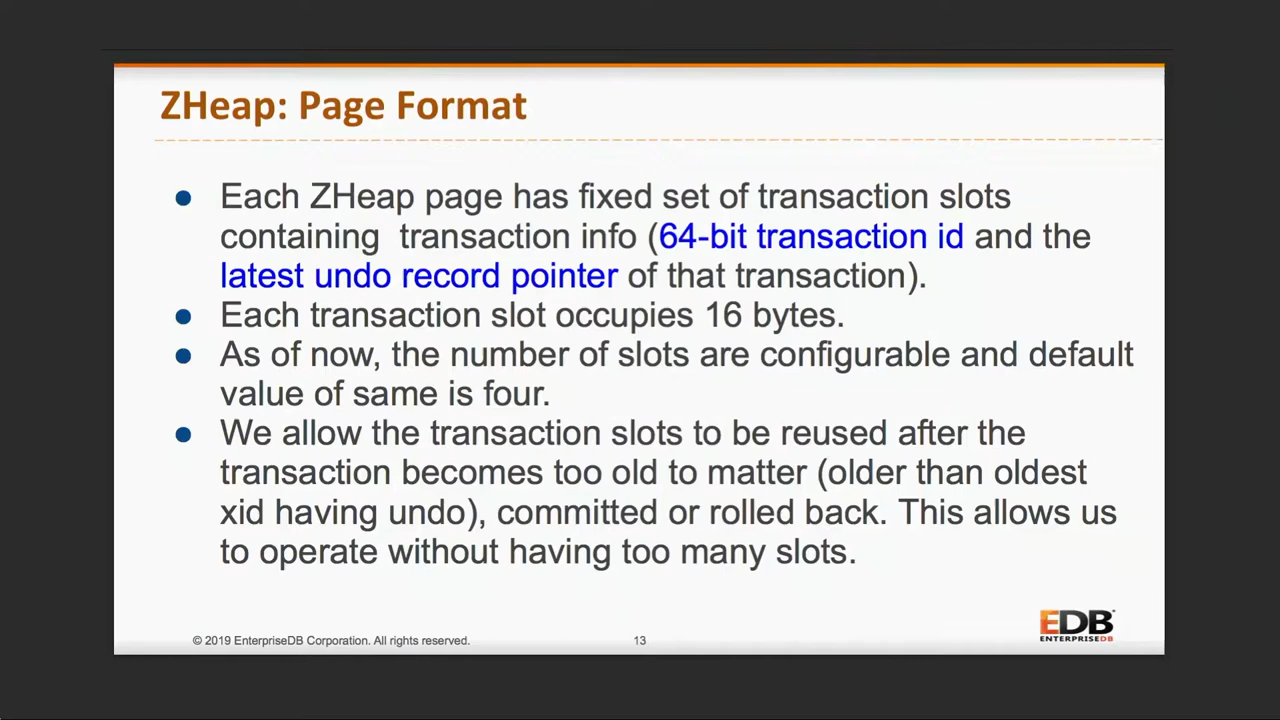 ZHeap: Page Format
● Each ZHeap page has fixed set of transaction slots
containing  transaction info (64-bit transaction id and the
latest undo record pointer of that transaction).
● Each transaction slot occupies 16 bytes.
● As of now, the number of slots are configurable and default
value of same is four.
● We allow the transaction slots to be reused after the
transaction becomes too old to matter (older than oldest
xid having undo), committed or rolled back. This allows us
to operate without having too many slots.
© 2019 EnterpriseDB Corporation. All rights reserved.
13
EDB
ENTERPRISEDB